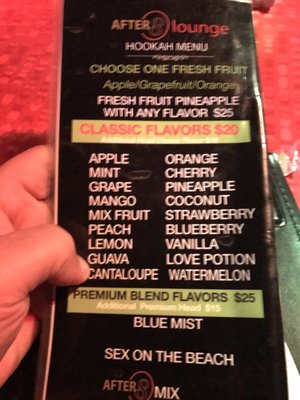 AFTER 8 lounge
HOOKAH MENU
CHOOSE ONE FRESH FRUIT
Apple/Grapefruit/Orange
FRESH FRUIT PINEAPPLE
WITH ANY FLAVOR $25
CLASSIC FLAVORS $20
APPLE ORANGE
MINT CHERRY
GRAPE PINEAPPLE
MANGO COCONUT
MIX FRUIT STRAWBERRY
PEACH BLUEBERRY
LEMON VANILLA
GUAVA LOVE POTION
CANTALOUPE WATERMELON
PREMIUM BLEND FLAVORS $25
Additional Premium Head $15
BLUE MIST
SEX ON THE BEACH
AFTER 8 MIX